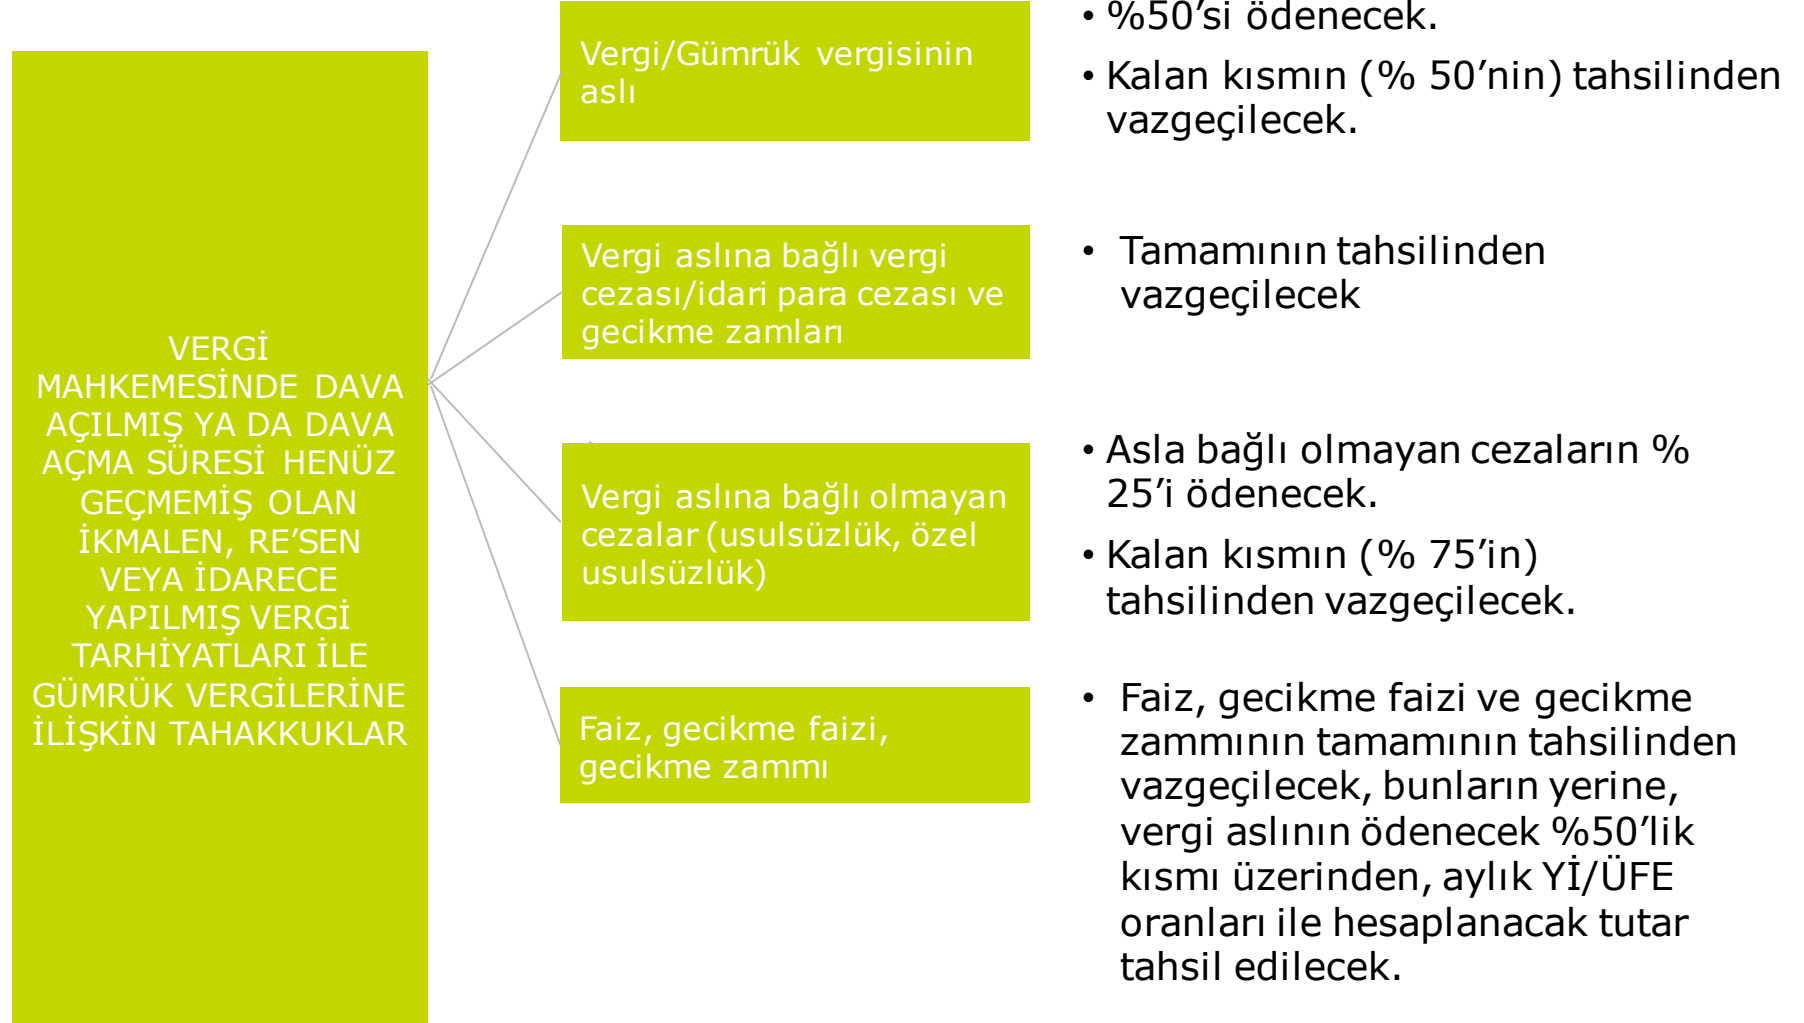 VERGİ
MAHKEMESİNDE DAVA
AÇILMIŞ YA DA DAVA
AÇMA SÜRESİ HENÜZ
GEÇMEMİŞ OLAN
İKMALEN, RE’SEN
VEYA İDARECE
YAPILMIŞ VERGİ
TARHİYATLARI İLE
GÜMRÜK VERGİLERİNE
İLİŞKİN TAHAKKUKLAR
Vergi/Gümrük vergisinin
aslı
• %50’si ödenecek.
• Kalan kısmın (% 50’nin) tahsilinden
vazgeçilecek.
Vergi aslına bağlı vergi
cezası/idari para cezası ve
gecikme zamları
• Tamamının tahsilinden
vazgeçilecek
Vergi aslına bağlı olmayan
cezalar (usulsüzlük, özel
usulsüzlük)
• Asla bağlı olmayan cezaların %
25’i ödenecek.
• Kalan kısmın (% 75’in)
tahsilinden vazgeçilecek.
Faiz, gecikme faizi,
gecikme zammı
• Faiz, gecikme faizi ve gecikme
zammının tamamının tahsilinden
vazgeçilecek, bunların yerine,
vergi aslının ödenecek %50’lik
kısmı üzerinden, aylık Yİ/ÜFE
oranları ile hesaplanacak tutar
tahsil edilecek.